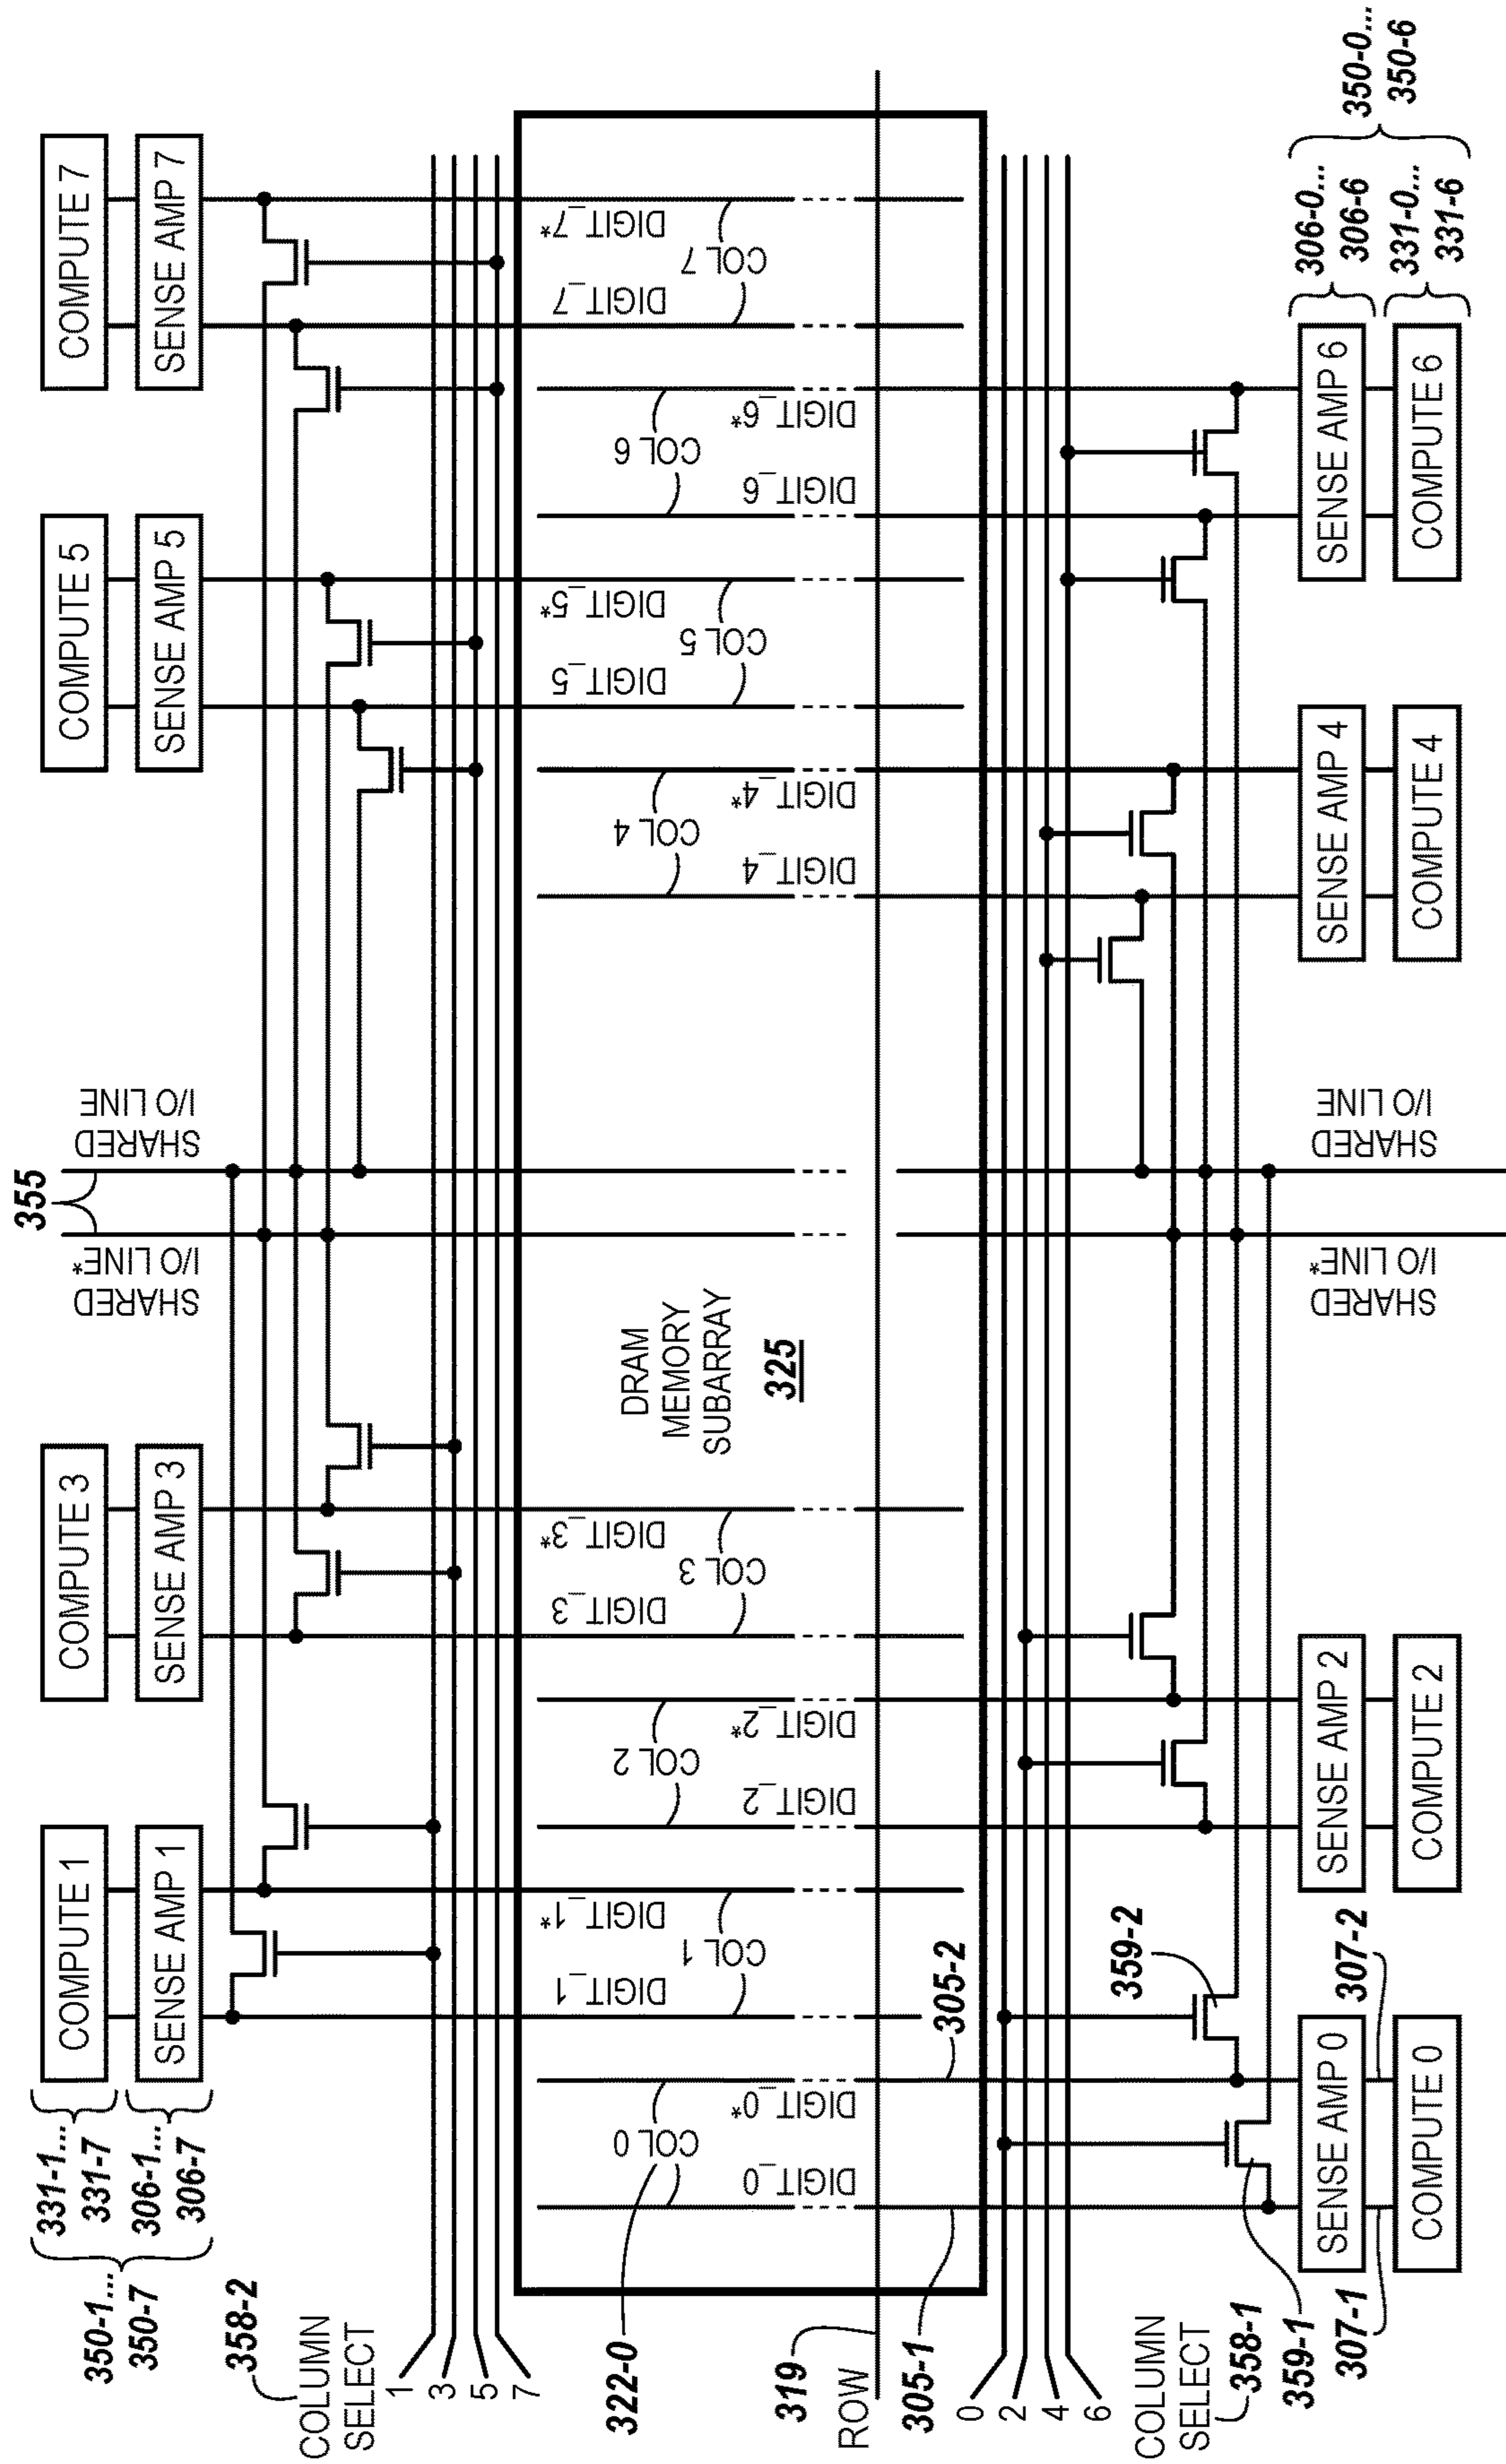 COMPUTE 1
COMPUTE 3
COMPUTE 5
COMPUTE 7
SENSE AMP 1
SENSE AMP 3
SENSE AMP 5
SENSE AMP 7
331-1...
331-7
306-1...
306-7
350-1...
350-7
355
SHARED
I/O LINE*
SHARED
I/O LINE
358-2
COLUMN
SELECT
1
3
5
7
DIGIT_1
COL 1
DIGIT_1*
DIGIT_3
COL 3
DIGIT_3*
DIGIT_5
COL 5
DIGIT_5*
DIGIT_7
COL 7
DIGIT_7*
322-0
DIGIT_0
COL 0
DIGIT_0*
DIGIT_2
COL 2
DIGIT_2*
DIGIT_4
COL 4
DIGIT_4*
DIGIT_6
COL 6
DIGIT_6*
DRAM
MEMORY
SUBARRAY
325
319
ROW
305-1
305-2
0
2
4
6
COLUMN
SELECT
358-1
359-1
359-2
307-1
307-2
SHARED
I/O LINE*
SHARED
I/O LINE
SENSE AMP 0
SENSE AMP 2
SENSE AMP 4
SENSE AMP 6
COMPUTE 0
COMPUTE 2
COMPUTE 4
COMPUTE 6
306-0...
306-6
331-0...
331-6
350-0...
350-6